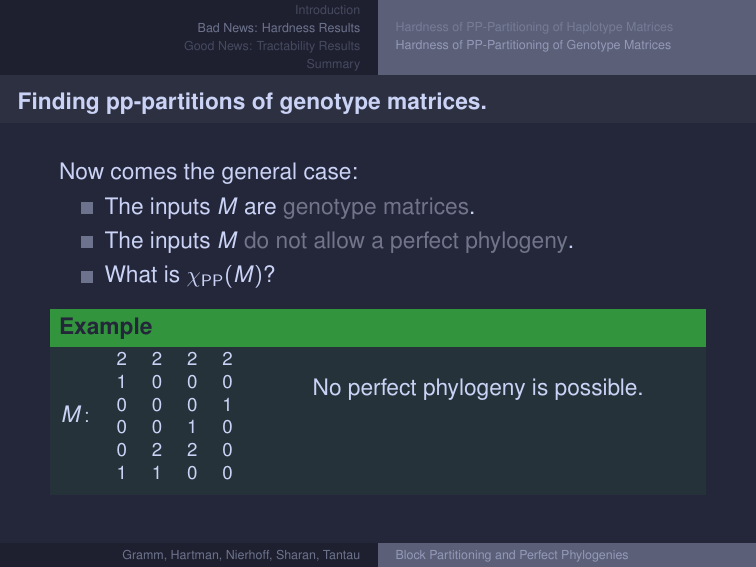 Introduction
Bad News: Hardness Results
Good News: Tractability Results
Summary
Hardness of PP-Partitioning of Haplotype Matrices
Hardness of PP-Partitioning of Genotype Matrices
Finding pp-partitions of genotype matrices.
Now comes the general case:
The inputs M are genotype matrices.
The inputs M do not allow a perfect phylogeny.
What is χPP(M)?
Example
M:
2 2 2 2
1 0 0 0
0 0 0 1
0 0 1 0
0 2 2 0
1 1 0 0
No perfect phylogeny is possible.
Gramm, Hartman, Nierhoff, Sharan, Tantau
Block Partitioning and Perfect Phylogenies